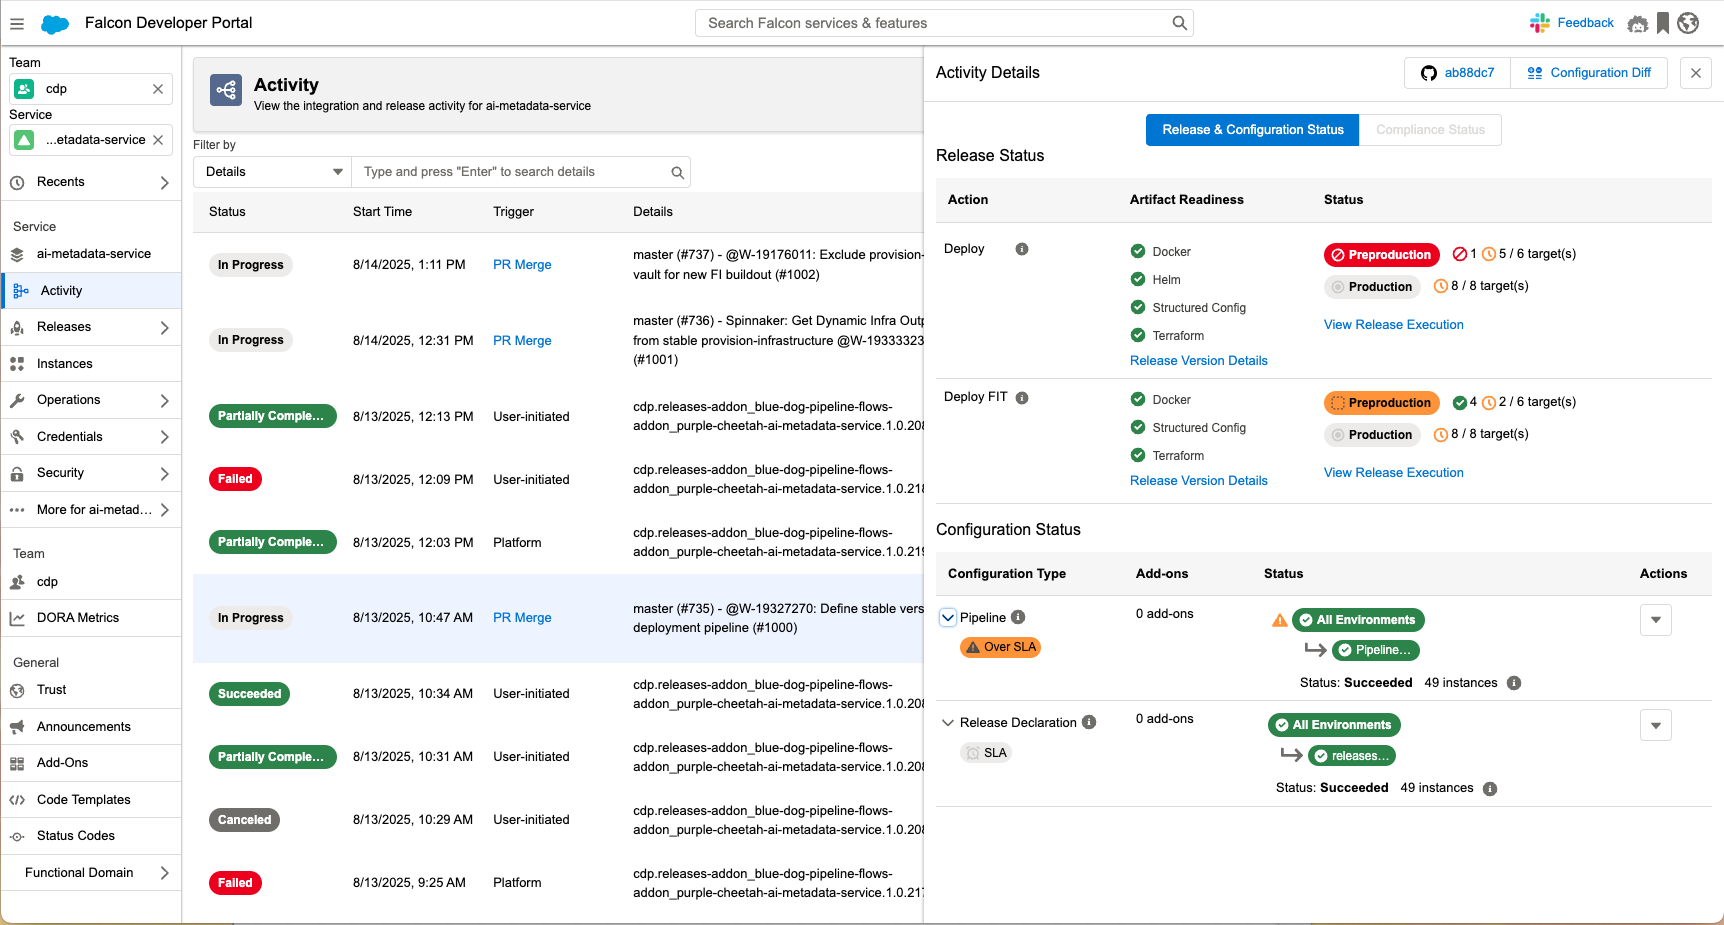 Falcon Developer Portal
Search Falcon services & features
Feedback
Team
cdp
Service
...etadata-service
Recents
Service
ai-metadata-service
Activity
Releases
Instances
Operations
Credentials
Security
More for ai-metad...
Team
cdp
DORA Metrics
General
Trust
Announcements
Add-Ons
Code Templates
Status Codes
Functional Domain
Activity
View the integration and release activity for ai-metadata-service
Filter by
Details
Type and press "Enter" to search details
Status Start Time Trigger Details
In Progress 8/14/2025, 1:11 PM PR Merge master (#737) - @W-19176011: Exclude provision-
vault for new FI buildout (#1002)
In Progress 8/14/2025, 12:31 PM PR Merge master (#736) - Spinnaker: Get Dynamic Infra Outp
from stable provision-infrastructure @W-19333323
(#1001)
Partially Comple... 8/13/2025, 12:13 PM User-initiated cdp.releases-addon_blue-dog-pipeline-flows-
addon_purple-cheetah-ai-metadata-service.1.0.208
Failed 8/13/2025, 12:09 PM User-initiated cdp.releases-addon_blue-dog-pipeline-flows-
addon_purple-cheetah-ai-metadata-service.1.0.218
Partially Comple... 8/13/2025, 12:03 PM Platform cdp.releases-addon_blue-dog-pipeline-flows-
addon_purple-cheetah-ai-metadata-service.1.0.219
In Progress 8/13/2025, 10:47 AM PR Merge master (#735) - @W-19327270: Define stable vers
deployment pipeline (#1000)
Succeeded 8/13/2025, 10:34 AM User-initiated cdp.releases-addon_blue-dog-pipeline-flows-
addon_purple-cheetah-ai-metadata-service.1.0.208
Partially Comple... 8/13/2025, 10:31 AM User-initiated cdp.releases-addon_blue-dog-pipeline-flows-
addon_purple-cheetah-ai-metadata-service.1.0.208
Canceled 8/13/2025, 10:29 AM User-initiated cdp.releases-addon_blue-dog-pipeline-flows-
addon_purple-cheetah-ai-metadata-service.1.0.208
Failed 8/13/2025, 9:25 AM Platform cdp.releases-addon_blue-dog-pipeline-flows-
addon_purple-cheetah-ai-metadata-service.1.0.217
Activity Details
ab88dc7
Configuration Diff
Release & Configuration Status
Compliance Status
Release Status
Action Artifact Readiness Status
Deploy
Docker
Helm
Structured Config
Terraform
Release Version Details
Preproduction 1 5 / 6 target(s)
Production 8 / 8 target(s)
View Release Execution
Deploy FIT
Docker
Structured Config
Terraform
Release Version Details
Preproduction 4 2 / 6 target(s)
Production 8 / 8 target(s)
View Release Execution
Configuration Status
Configuration Type Add-ons Status Actions
Pipeline
Over SLA
0 add-ons
All Environments
Pipeline...
Status: Succeeded 49 instances
Release Declaration
SLA
0 add-ons
All Environments
releases...
Status: Succeeded 49 instances